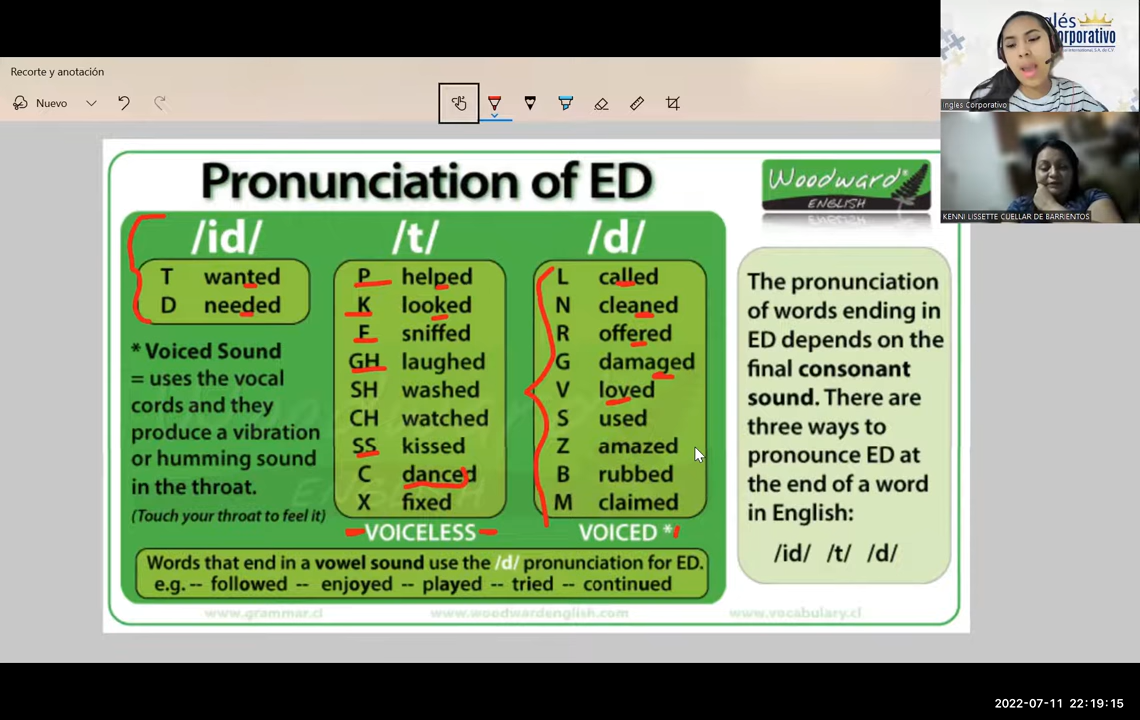 Recorte y anotación
Nuevo
glés
orporativo
Inglés Corporativo
KENNI LISSETTE CUELLAR DE BARRIENTOS
Pronunciation of ED
Woodward
ENGLISH
/id/ /t/ /d/
T wanted
D needed
P helped
K looked
F sniffed
GH laughed
SH washed
CH watched
SS kissed
C danced
X fixed
VOICELESS
L called
N cleaned
R offered
G damaged
V loved
S used
Z amazed
B rubbed
M claimed
VOICED *
* Voiced Sound
= uses the vocal
cords and they
produce a vibration
or humming sound
in the throat.
(Touch your throat to feel it)
Words that end in a vowel sound use the /d/ pronunciation for ED.
e.g. -- followed -- enjoyed -- played -- tried -- continued
The pronunciation
of words ending in
ED depends on the
final consonant
sound. There are
three ways to
pronounce ED at
the end of a word
in English:
/id/ /t/ /d/
www.grammar.cl www.woodwardenglish.com www.vocabulary.cl
2022-07-11 22:19:15